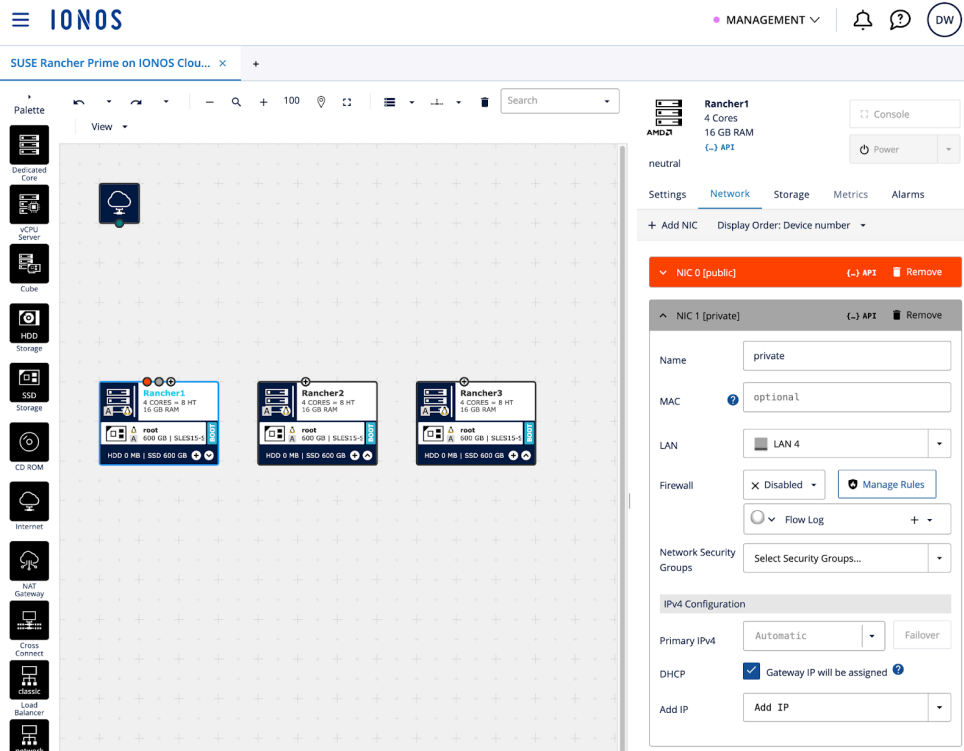 IONOS
MANAGEMENT
DW
SUSE Rancher Prime on IONOS Clou... × +
Palette
100
Search
View
Dedicated
Core
vCPU
Server
Cube
HDD
Storage
SSD
Storage
CD ROM
Internet
NAT
Gateway
Cross
Connect
classic
Load
Balancer
network
Rancher1
4 CORES = 8 HT
16 GB RAM
A
root
600 GB | SLES15-S
BOOT
HDD 0 MB | SSD 600 GB
Rancher2
4 CORES = 8 HT
16 GB RAM
A
root
600 GB | SLES15-S
BOOT
HDD 0 MB | SSD 600 GB
Rancher3
4 CORES = 8 HT
16 GB RAM
A
root
600 GB | SLES15-S
BOOT
HDD 0 MB | SSD 600 GB
AMD
neutral
Rancher1
4 Cores
16 GB RAM
{…} API
Console
Power
Settings Network Storage Metrics Alarms
+ Add NIC Display Order: Device number
NIC 0 [public] {…} API Remove
NIC 1 [private] {…} API Remove
Name private
MAC ? optional
LAN LAN 4
Firewall × Disabled Manage Rules
Flow Log +
Network Security
Groups
Select Security Groups...
IPv4 Configuration
Primary IPv4 Automatic Failover
DHCP Gateway IP will be assigned ?
Add IP Add IP